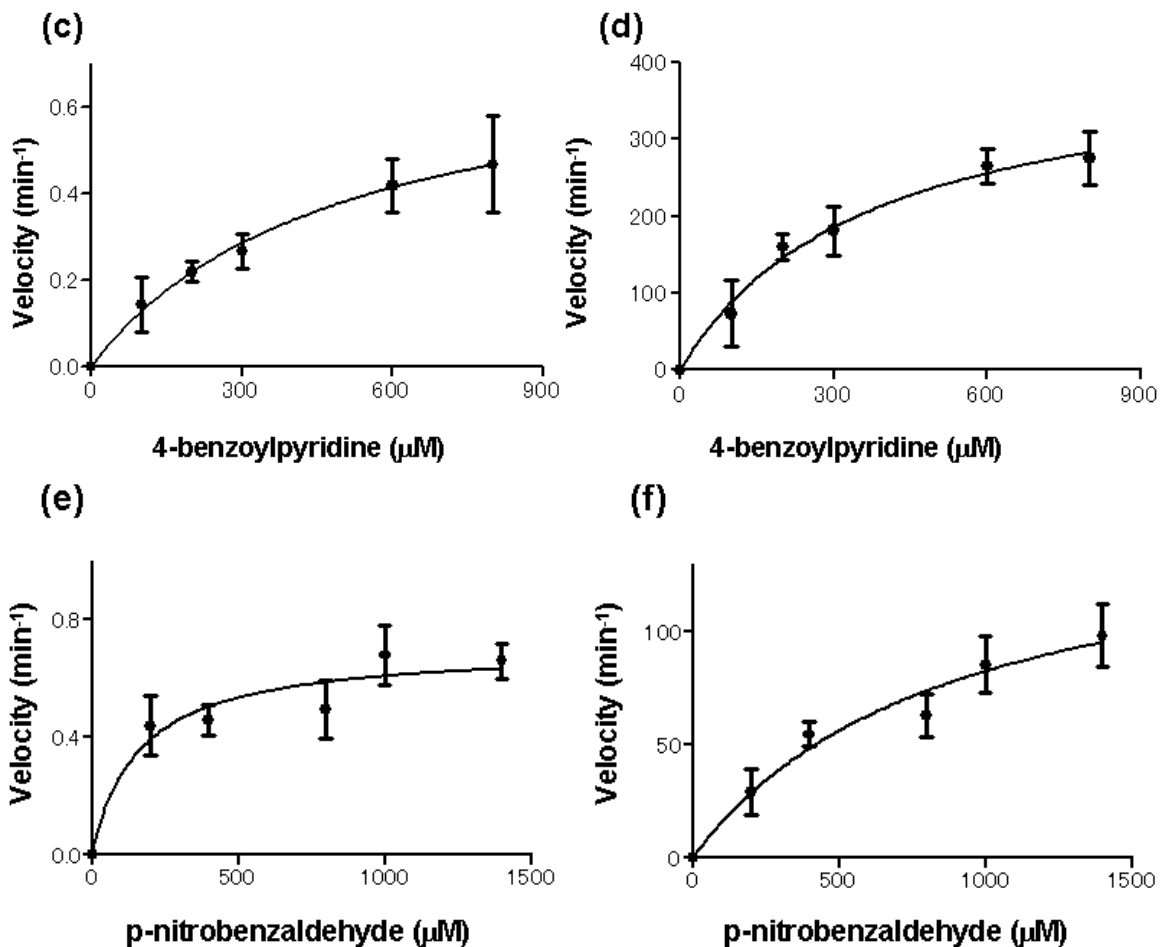 (c)
Velocity (min-1)
0.6
0.4
0.2
0.0
0 300 600 900
4-benzoylpyridine (μM)
(d)
Velocity (min-1)
400
300
200
100
0
0 300 600 900
4-benzoylpyridine (μM)
(e)
Velocity (min-1)
0.8
0.4
0.0
0 500 1000 1500
p-nitrobenzaldehyde (μM)
(f)
Velocity (min-1)
100
50
0
0 500 1000 1500
p-nitrobenzaldehyde (μM)